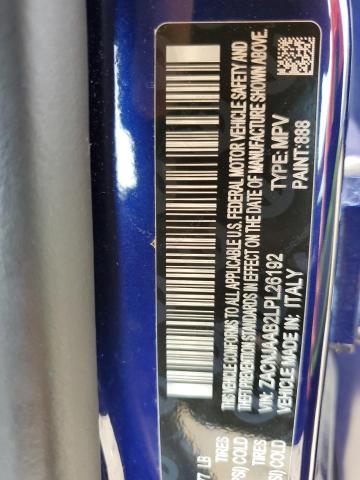 THIS VEHICLE CONFORMS TO ALL APPLICABLE U.S. FEDERAL MOTOR VEHICLE SAFETY AND
THEFT PREVENTION STANDARDS IN EFFECT ON THE DATE OF MANUFACTURE SHOWN ABOVE.
VIN: ZACNJAAB2LPL26192 TYPE: MPV
VEHICLE MADE IN: ITALY PAINT: 888
LB
TIRES
SI) COLD
TIRES
SI) COLD